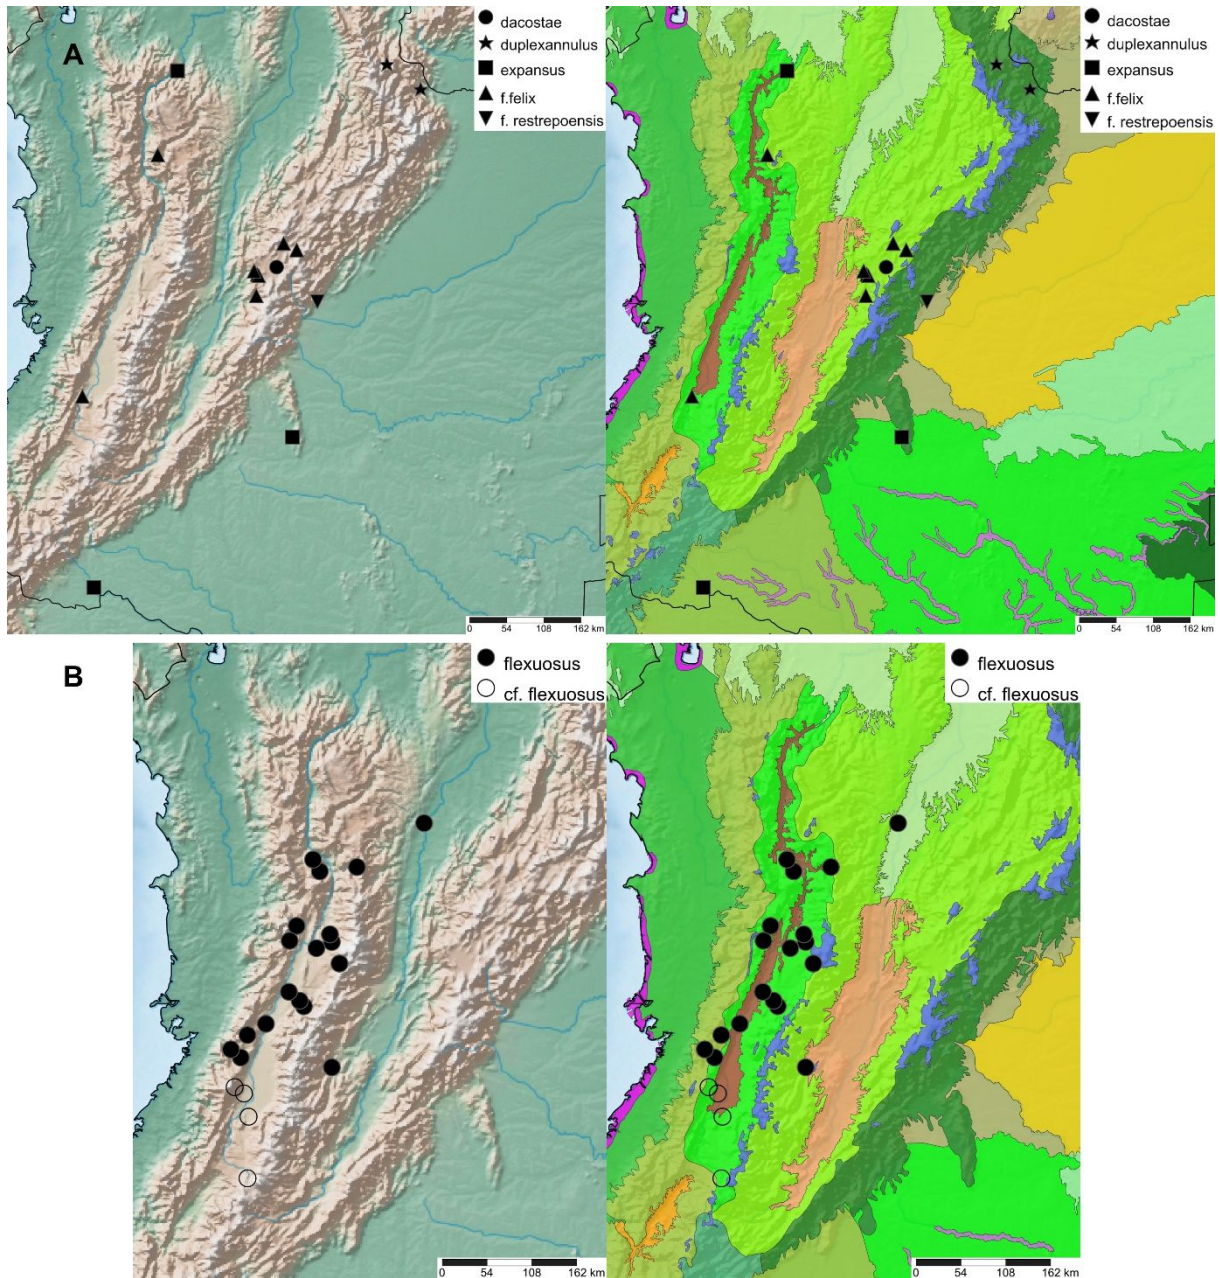 A
dacostae
duplexannulus
expansus
f.felix
f. restrepoensis
0 54 108 162 km
dacostae
duplexannulus
expansus
f.felix
f. restrepoensis
0 54 108 162 km
B
flexuosus
cf. flexuosus
0 54 108 162 km
flexuosus
cf. flexuosus
0 54 108 162 km